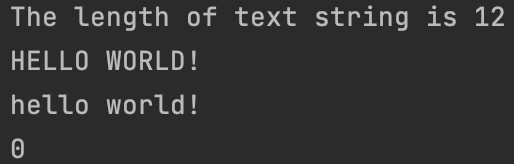 The length of text string is 12
HELLO WORLD!
hello world!
0